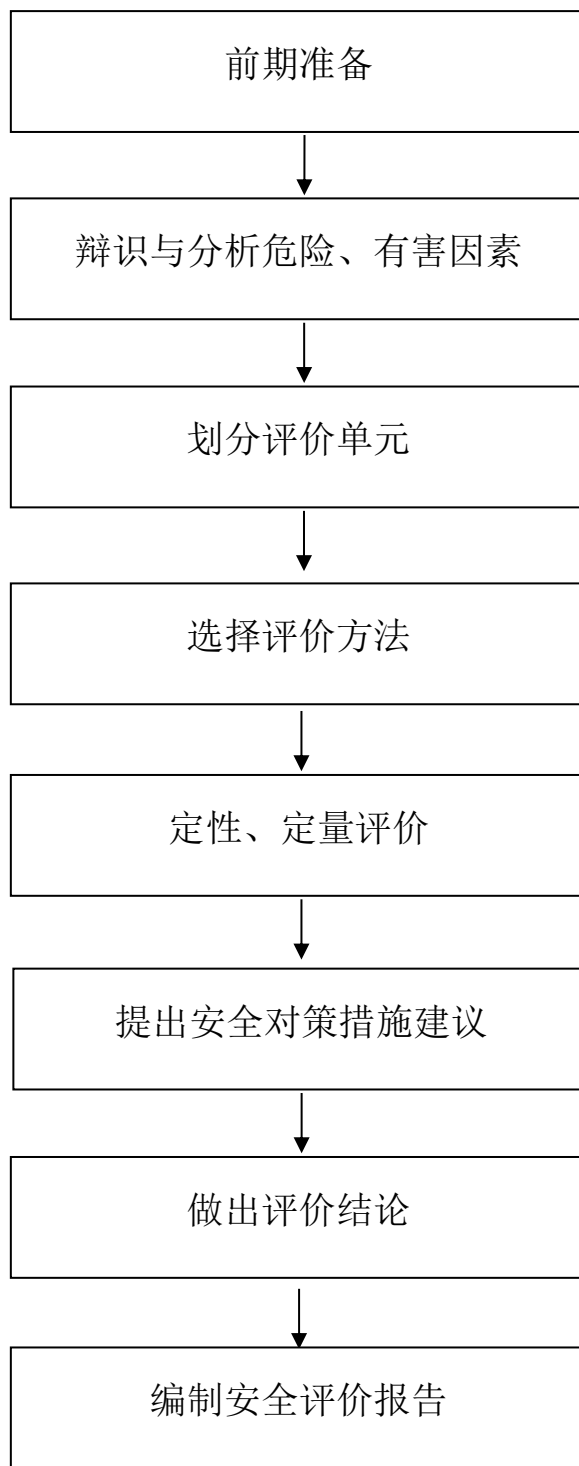 前期准备
辩识与分析危险、有害因素
划分评价单元
选择评价方法
定性、定量评价
提出安全对策措施建议
做出评价结论
编制安全评价报告